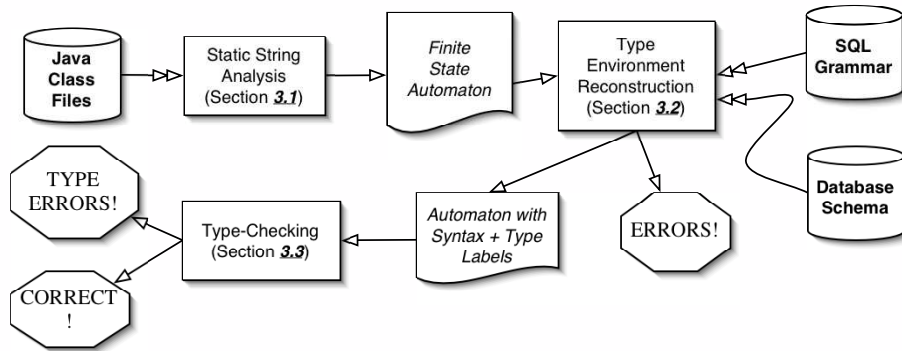 Java
Class
Files
Static String
Analysis
(Section 3.1)
Finite
State
Automaton
Type
Environment
Reconstruction
(Section 3.2)
SQL
Grammar
Database
Schema
TYPE
ERRORS!
Type-Checking
(Section 3.3)
Automaton with
Syntax + Type
Labels
ERRORS!
CORRECT
!